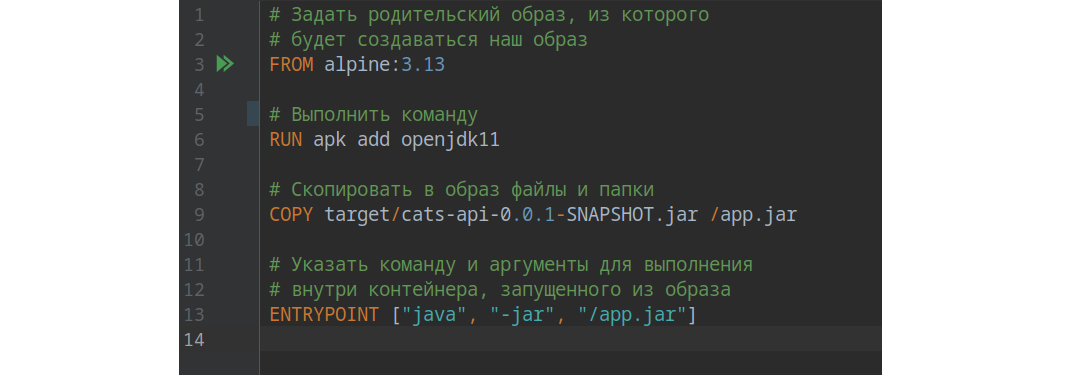 1 # Задать родительский образ, из которого
2 # будет создаваться наш образ
3 FROM alpine:3.13
4
5 # Выполнить команду
6 RUN apk add openjdk11
7
8 # Скопировать в образ файлы и папки
9 COPY target/cats-api-0.0.1-SNAPSHOT.jar /app.jar
10
11 # Указать команду и аргументы для выполнения
12 # внутри контейнера, запущенного из образа
13 ENTRYPOINT ["java", "-jar", "/app.jar"]
14